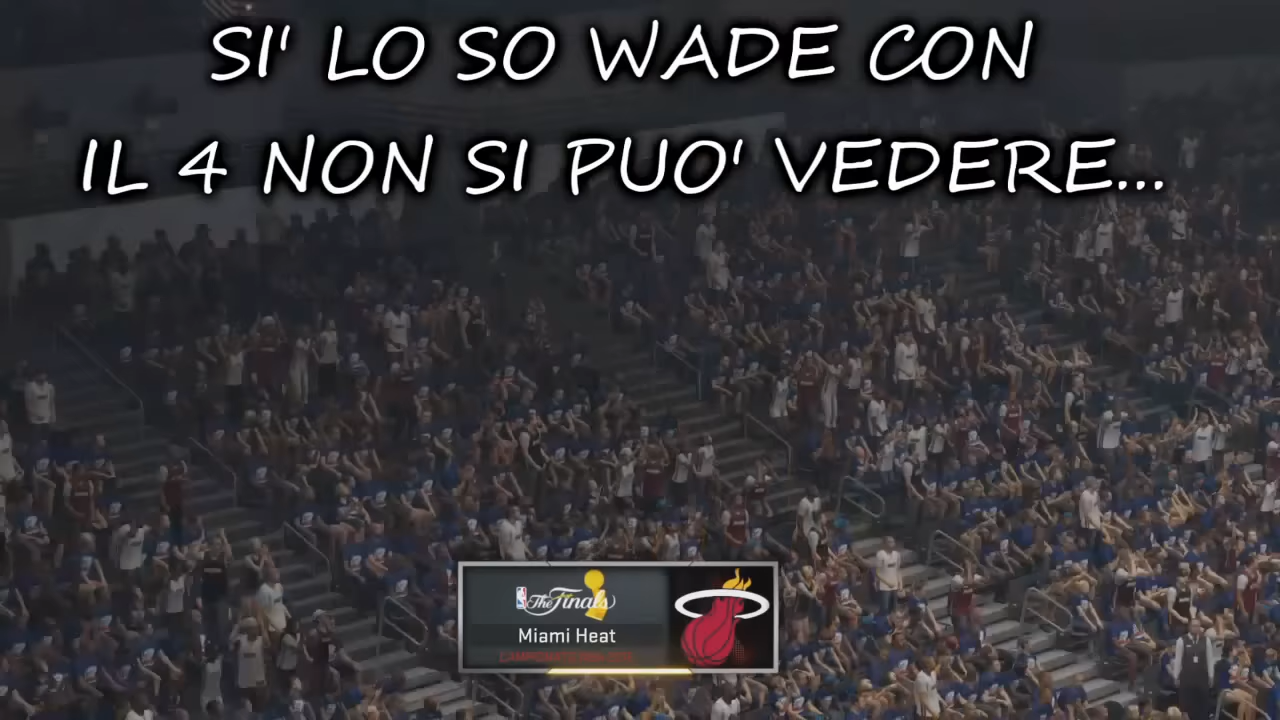 SI' LO SO WADE CON
IL 4 NON SI PUO' VEDERE...
The Finals
Miami Heat